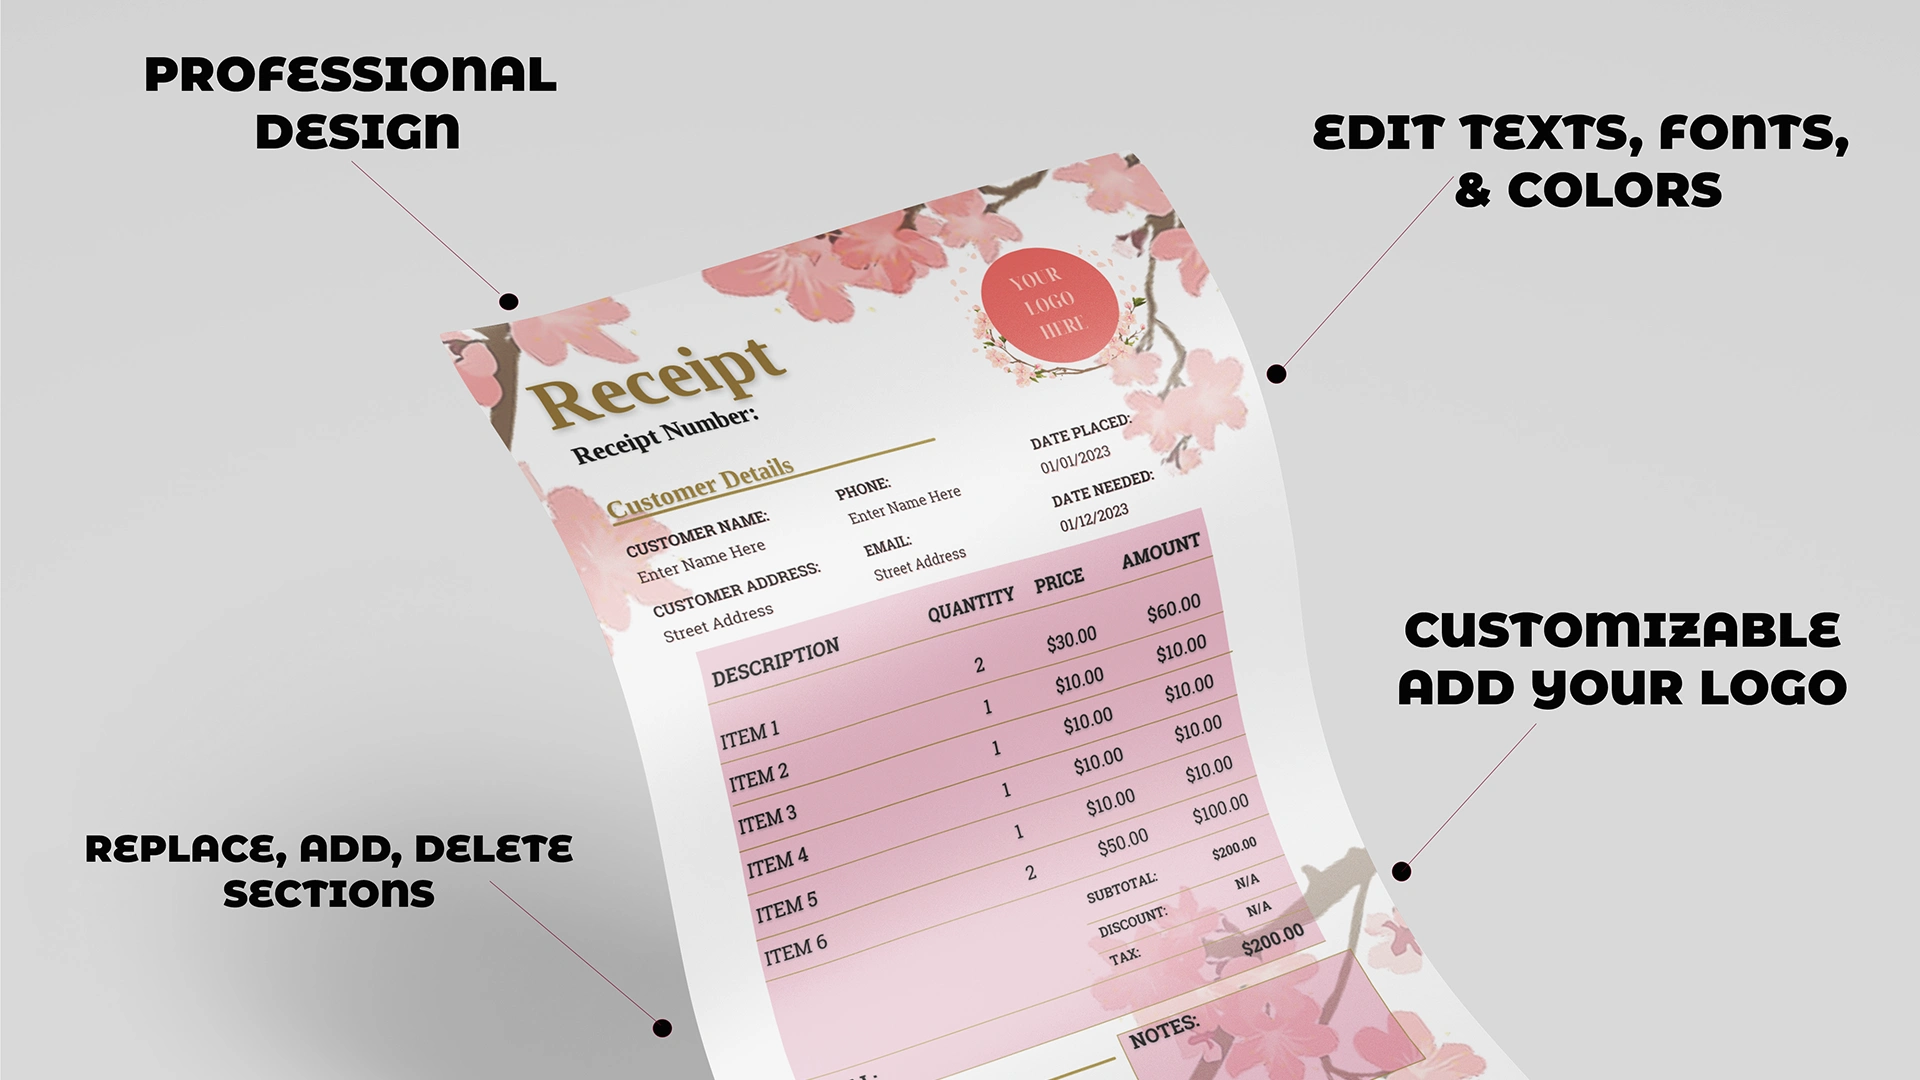 PROFESSIONAL
DESIGN
EDIT TEXTS, FONTS,
& COLORS
YOUR
LOGO
HERE
Receipt
Receipt Number:
Customer Details
CUSTOMER NAME:
Enter Name Here
CUSTOMER ADDRESS:
Street Address
PHONE:
Enter Name Here
EMAIL:
Street Address
DATE PLACED:
01/01/2023
DATE NEEDED:
01/12/2023
DESCRIPTION QUANTITY PRICE AMOUNT
ITEM 1 2 $30.00 $60.00
ITEM 2 1 $10.00 $10.00
ITEM 3 1 $10.00 $10.00
ITEM 4 1 $10.00 $10.00
ITEM 5 1 $10.00 $10.00
ITEM 6 2 $50.00 $100.00
SUBTOTAL: $200.00
DISCOUNT: N/A
TAX: N/A
$200.00
NOTES:
CUSTOMIZABLE
ADD YOUR LOGO
REPLACE, ADD, DELETE
SECTIONS